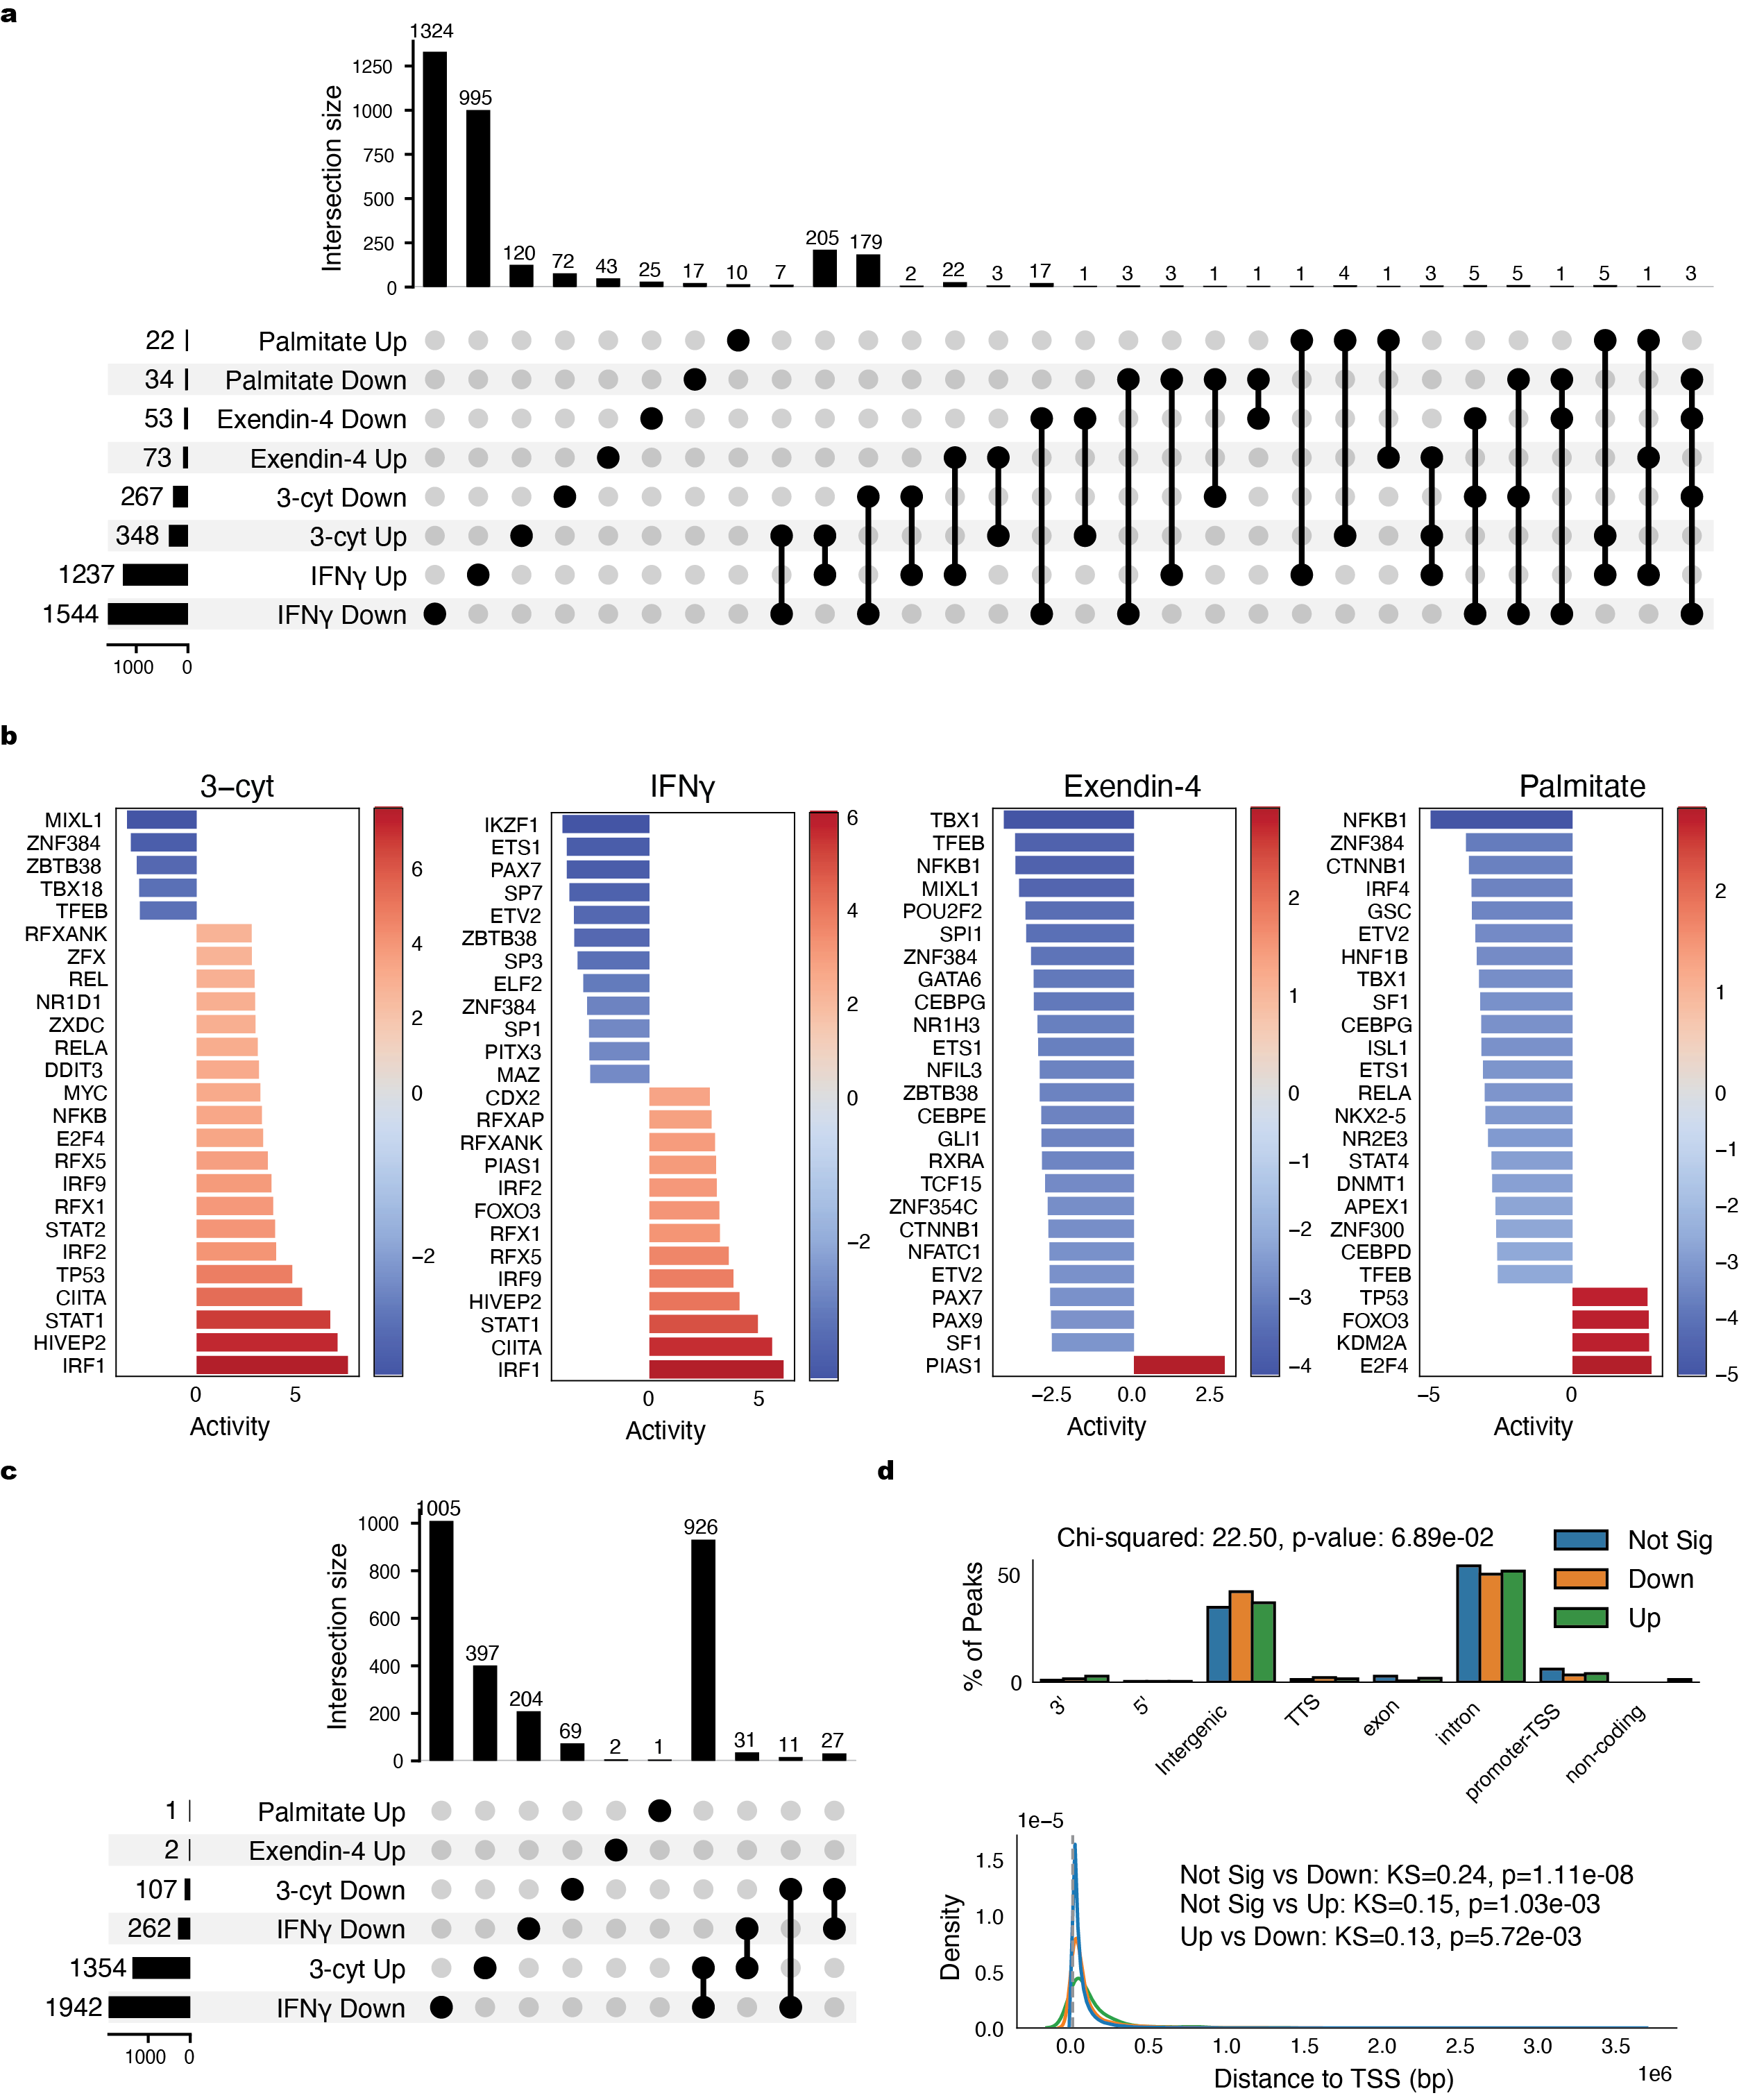 a
Intersection size
1250
1000
750
500
250
0
1324 995 120 72 43 25 17 10 7 205 179 2 22 3 17 1 3 3 1 1 1 4 1 3 5 5 1 5 1 3
22 Palmitate Up
34 Palmitate Down
53 Exendin-4 Down
73 Exendin-4 Up
267 3-cyt Down
348 3-cyt Up
1237 IFNγ Up
1544 IFNγ Down
1000 0
b
3–cyt
MIXL1
ZNF384
ZBTB38
TBX18
TFEB
RFXANK
ZFX
REL
NR1D1
ZXDC
RELA
DDIT3
MYC
NFKB
E2F4
RFX5
IRF9
RFX1
STAT2
IRF2
TP53
CIITA
STAT1
HIVEP2
IRF1
0 5
Activity
6
4
2
0
−2
IFNγ
IKZF1
ETS1
PAX7
SP7
ETV2
ZBTB38
SP3
ELF2
ZNF384
SP1
PITX3
MAZ
CDX2
RFXAP
RFXANK
PIAS1
IRF2
FOXO3
RFX1
RFX5
IRF9
HIVEP2
STAT1
CIITA
IRF1
0 5
Activity
6
4
2
0
−2
Exendin-4
TBX1
TFEB
NFKB1
MIXL1
POU2F2
SPI1
ZNF384
GATA6
CEBPG
NR1H3
ETS1
NFIL3
ZBTB38
CEBPE
GLI1
RXRA
TCF15
ZNF354C
CTNNB1
NFATC1
ETV2
PAX7
PAX9
SF1
PIAS1
−2.5 0.0 2.5
Activity
2
1
0
−1
−2
−3
−4
Palmitate
NFKB1
ZNF384
CTNNB1
IRF4
GSC
ETV2
HNF1B
TBX1
SF1
CEBPG
ISL1
ETS1
RELA
NKX2-5
NR2E3
STAT4
DNMT1
APEX1
ZNF300
CEBPD
TFEB
TP53
FOXO3
KDM2A
E2F4
−5 0
Activity
2
1
0
−1
−2
−3
−4
−5
c
Intersection size
1000
800
600
400
200
0
1005 397 204 69 2 1 926 31 11 27
1 Palmitate Up
2 Exendin-4 Up
107 3-cyt Down
262 IFNγ Down
1354 3-cyt Up
1942 IFNγ Down
1000 0
d
Chi-squared: 22.50, p-value: 6.89e-02
Not Sig
Down
Up
% of Peaks
50
0
3' 5' Intergenic TTS exon intron promoter-TSS non-coding
1e−5
Density
1.5
1.0
0.5
0.0
Not Sig vs Down: KS=0.24, p=1.11e-08
Not Sig vs Up: KS=0.15, p=1.03e-03
Up vs Down: KS=0.13, p=5.72e-03
0.0 0.5 1.0 1.5 2.0 2.5 3.0 3.5
1e6
Distance to TSS (bp)